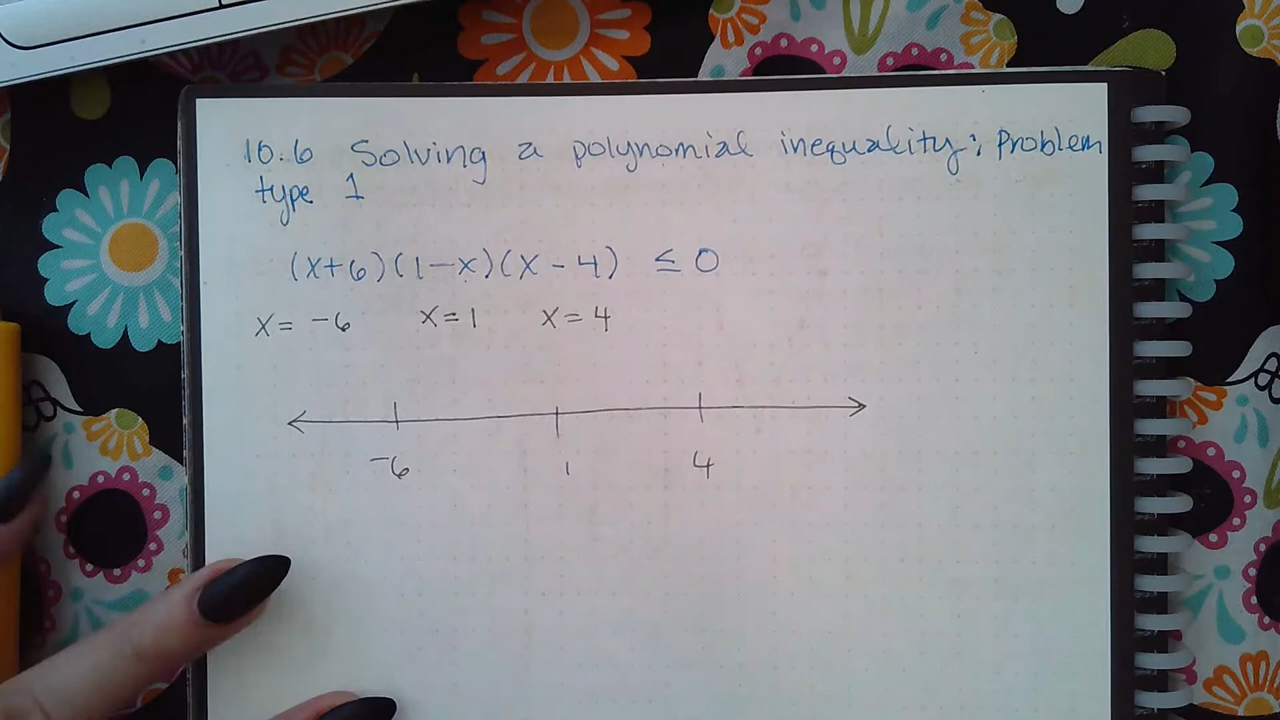 10.6 Solving a polynomial inequality: Problem
type 1
(x+6)(1-x)(x-4) ≤ 0
x = -6 x = 1 x = 4
-6 1 4